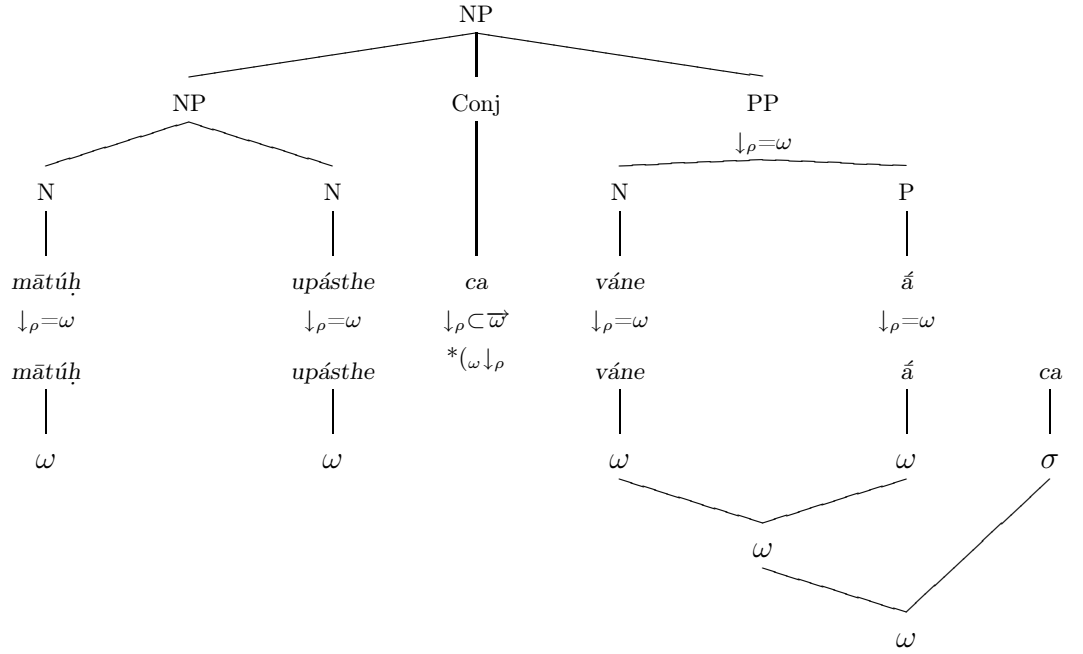 NP
NP Conj PP
↓ρ=ω
N N N P
mātúḥ upásthe ca váne ā́
↓ρ=ω ↓ρ=ω ↓ρ⊂ω⃗ ↓ρ=ω ↓ρ=ω
*(ω↓ρ
mātúḥ upásthe váne ā́ ca
ω ω ω ω σ
ω
ω